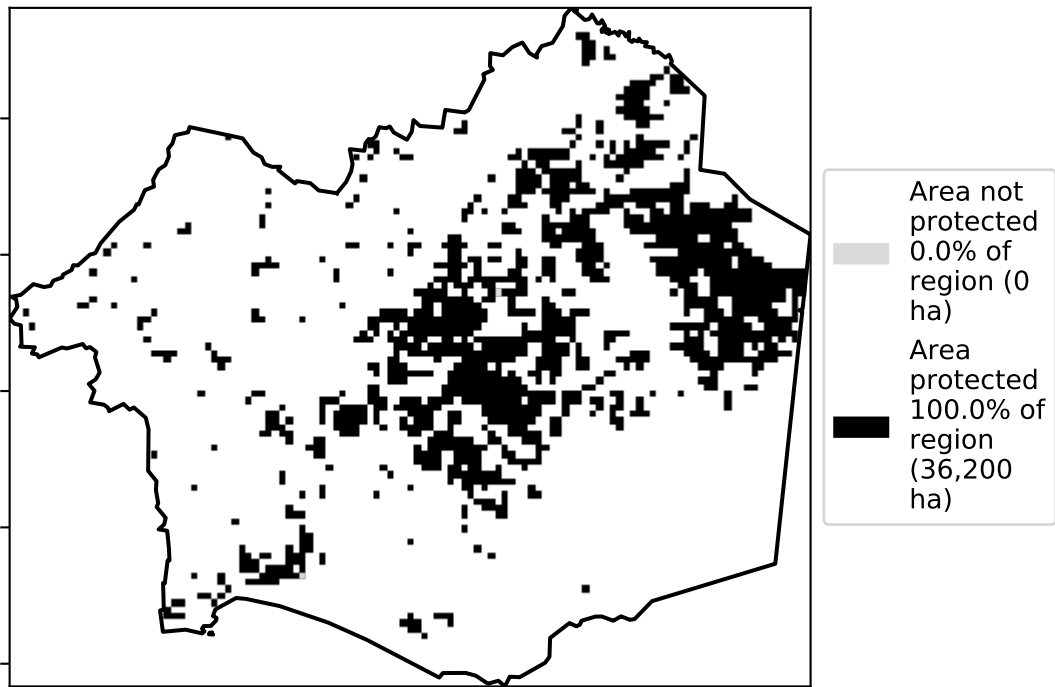 Area not
protected
0.0% of
region (0
ha)
Area
protected
100.0% of
region
(36,200
ha)